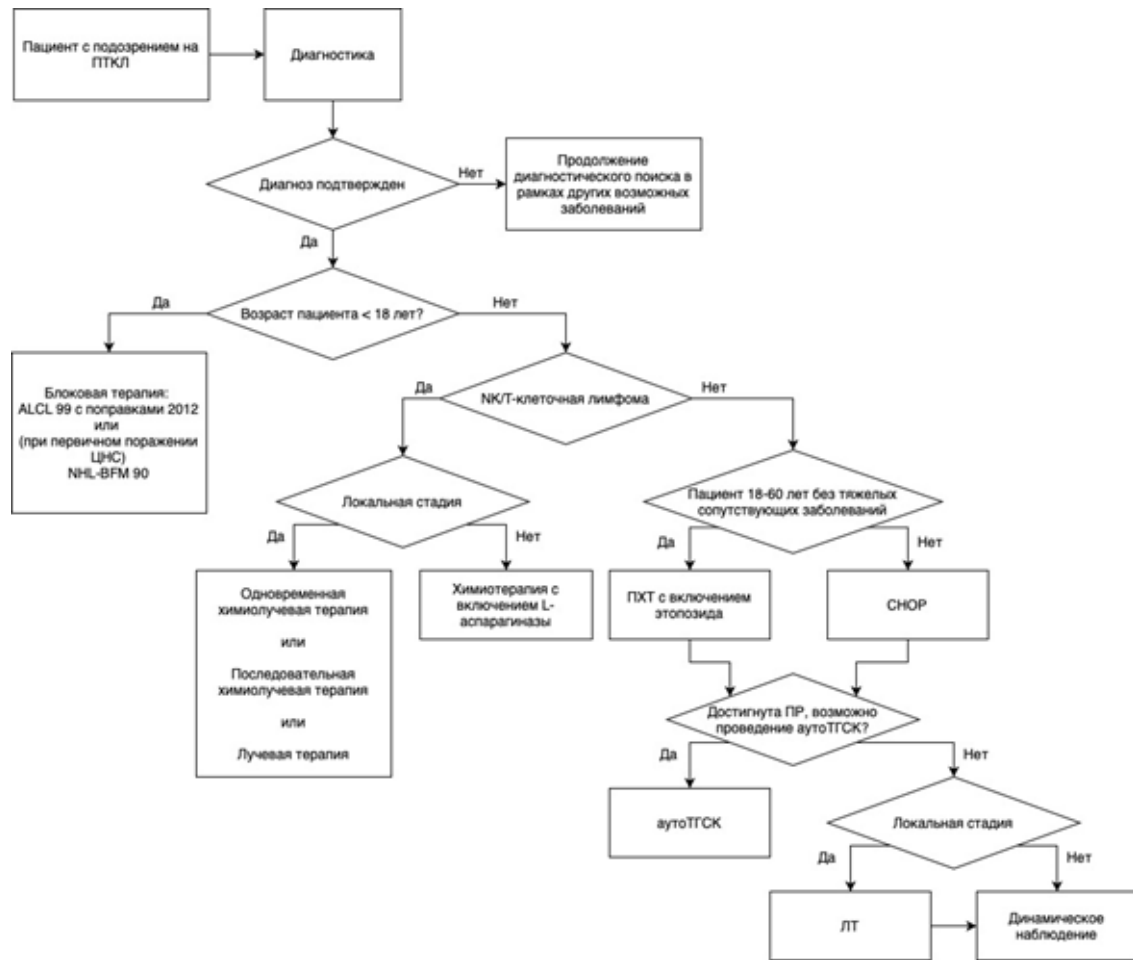 Пациент с подозрением на
ПТКЛ
Диагностика
Диагноз подтвержден
Нет
Продолжение
диагностического поиска в
рамках других возможных
заболеваний
Да
Возраст пациента < 18 лет?
Да
Нет
Блоковая терапия:
ALCL 99 с поправками 2012
или
(при первичном поражении
ЦНС)
NHL-BFM 90
NK/T-клеточная лимфома
Да
Нет
Локальная стадия
Да
Нет
Пациент 18-60 лет без тяжелых
сопутствующих заболеваний
Да
Нет
Одновременная
химиолучевая терапия
или
Последовательная
химиолучевая терапия
или
Лучевая терапия
Химиотерапия с
включением L-
аспарагиназы
ПХТ с включением
этопозида
CHOP
Достигнута ПР, возможно
проведение аутоТГСК?
Да
Нет
аутоТГСК
Локальная стадия
Да
Нет
ЛТ
Динамическое
наблюдение